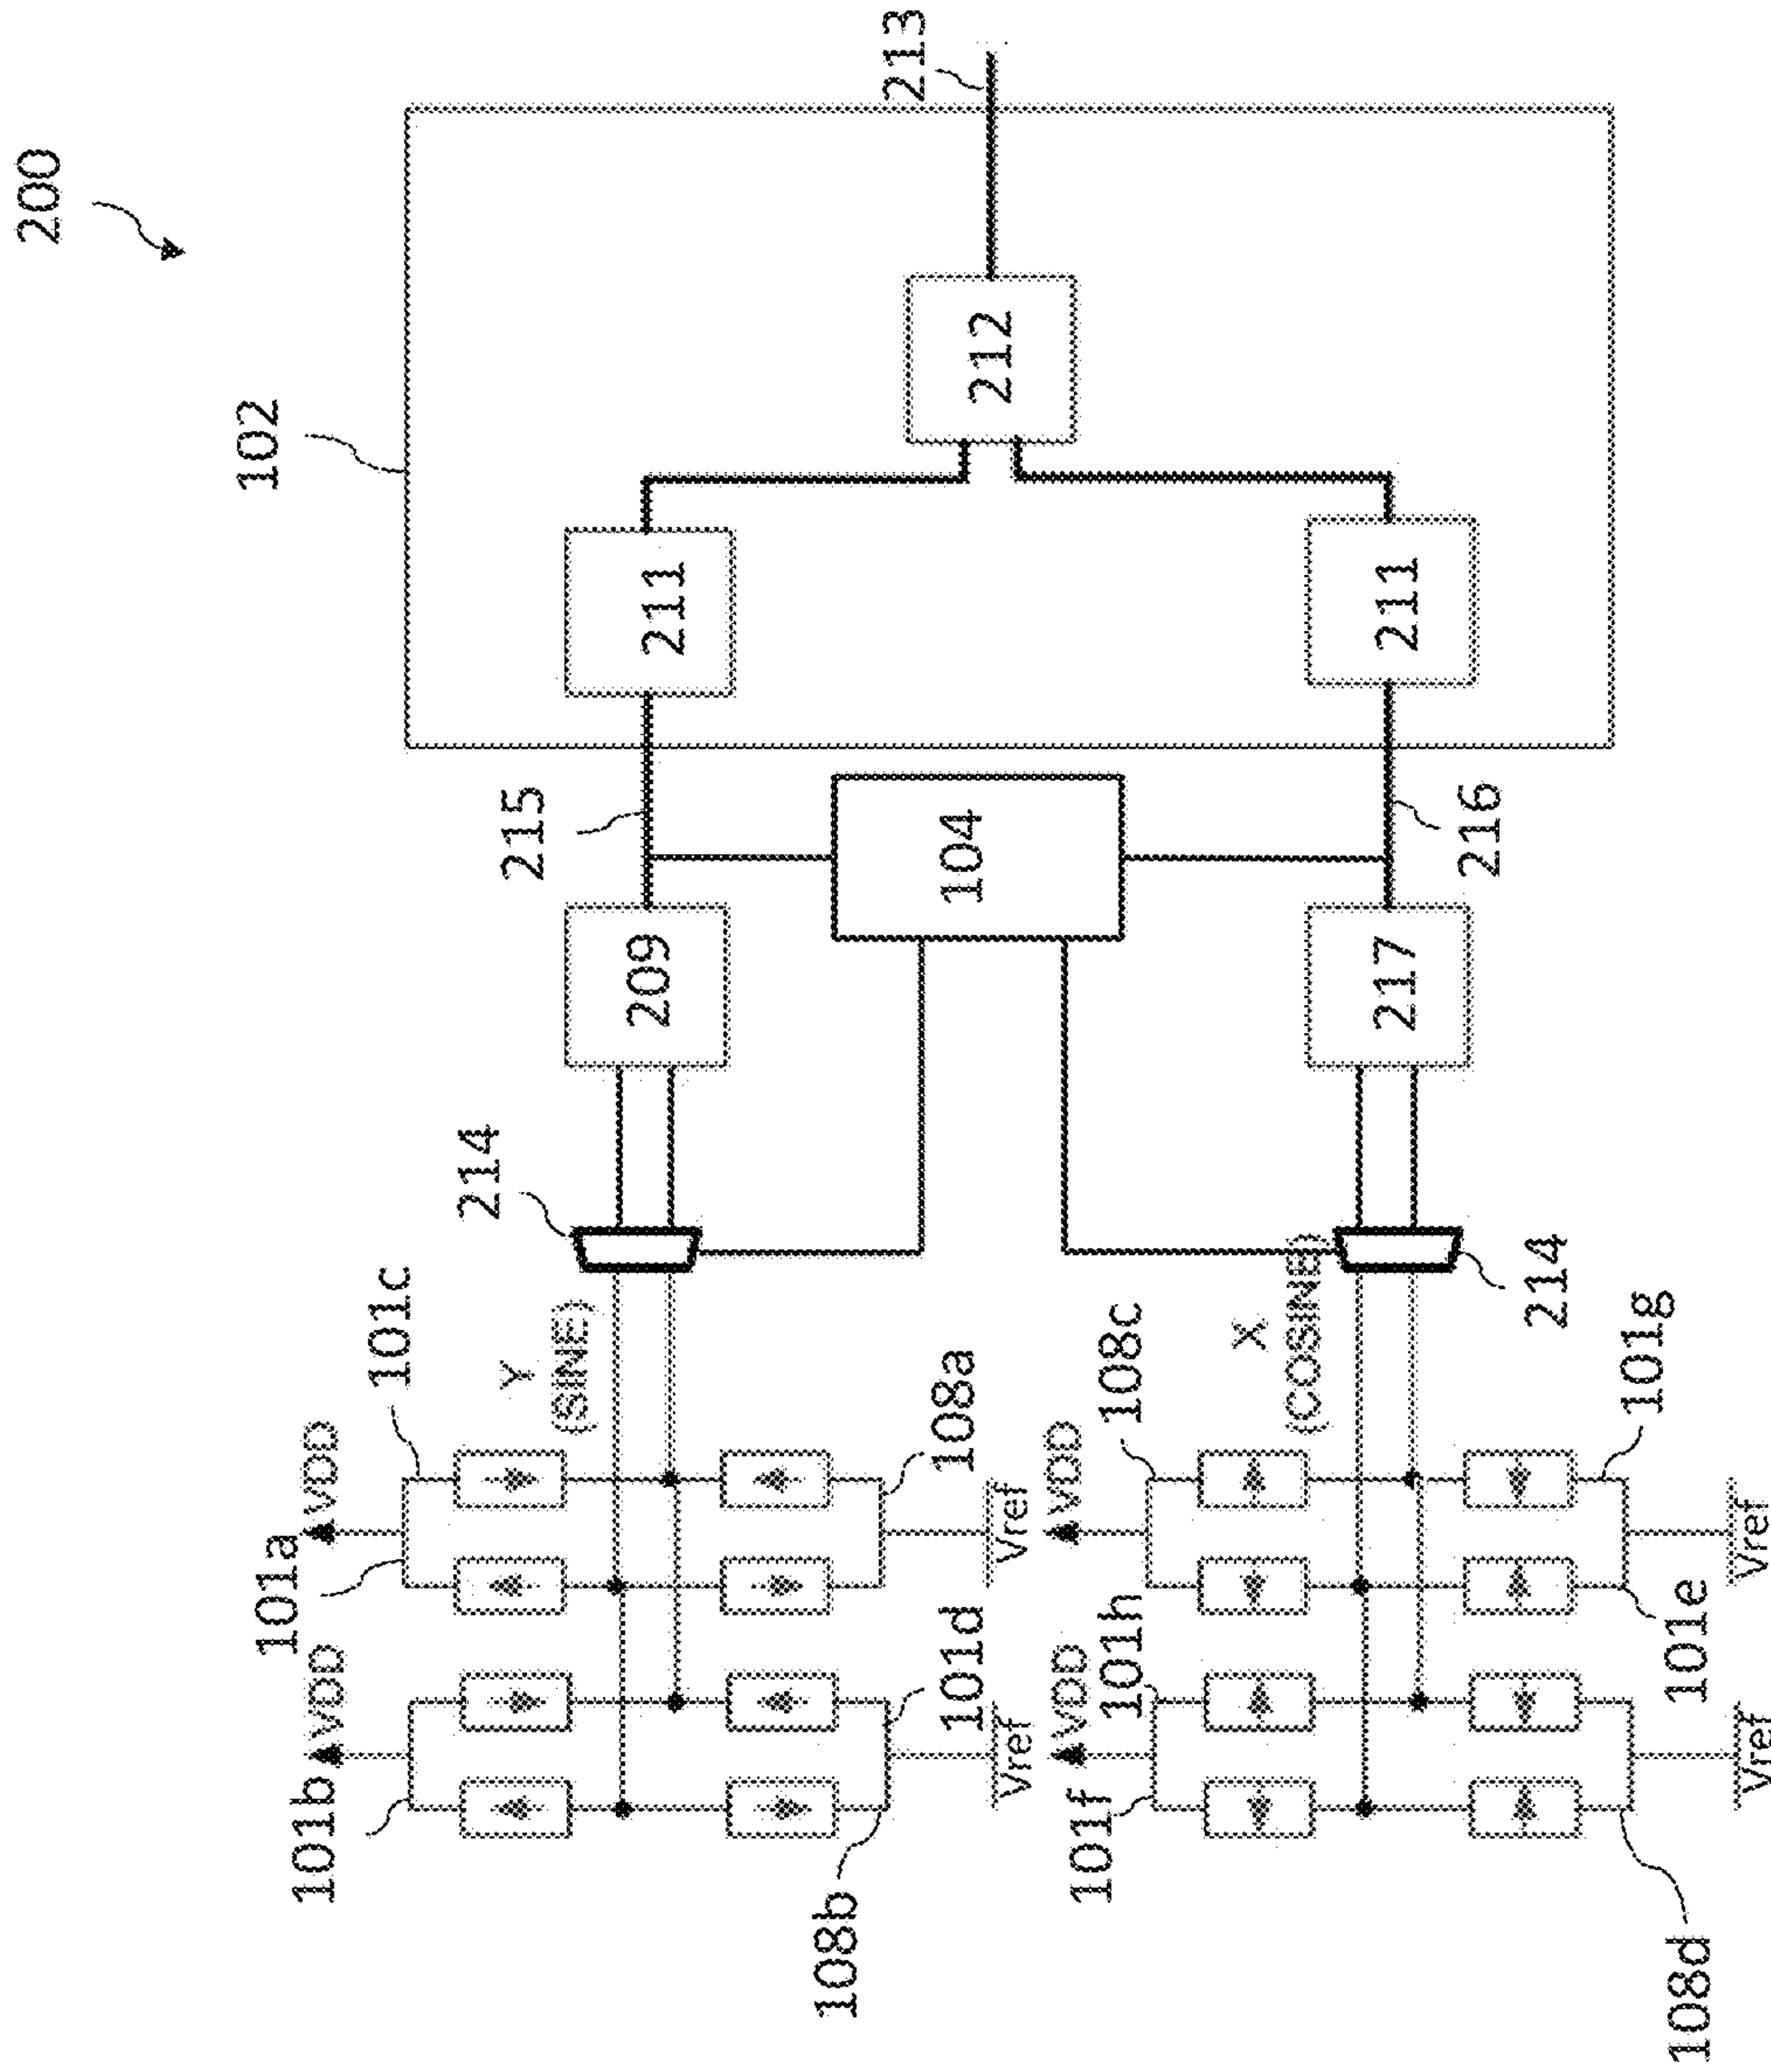 200
102
213
212
211
211
215
216
104
209
217
214
214
Y
(SINE)
X
(COSINE)
101c
101a
VDD
VDD
101b
108a
101d
108b
Vref
Vref
108c
VDD
101h
VDD
101f
101g
101e
108d
Vref
Vref